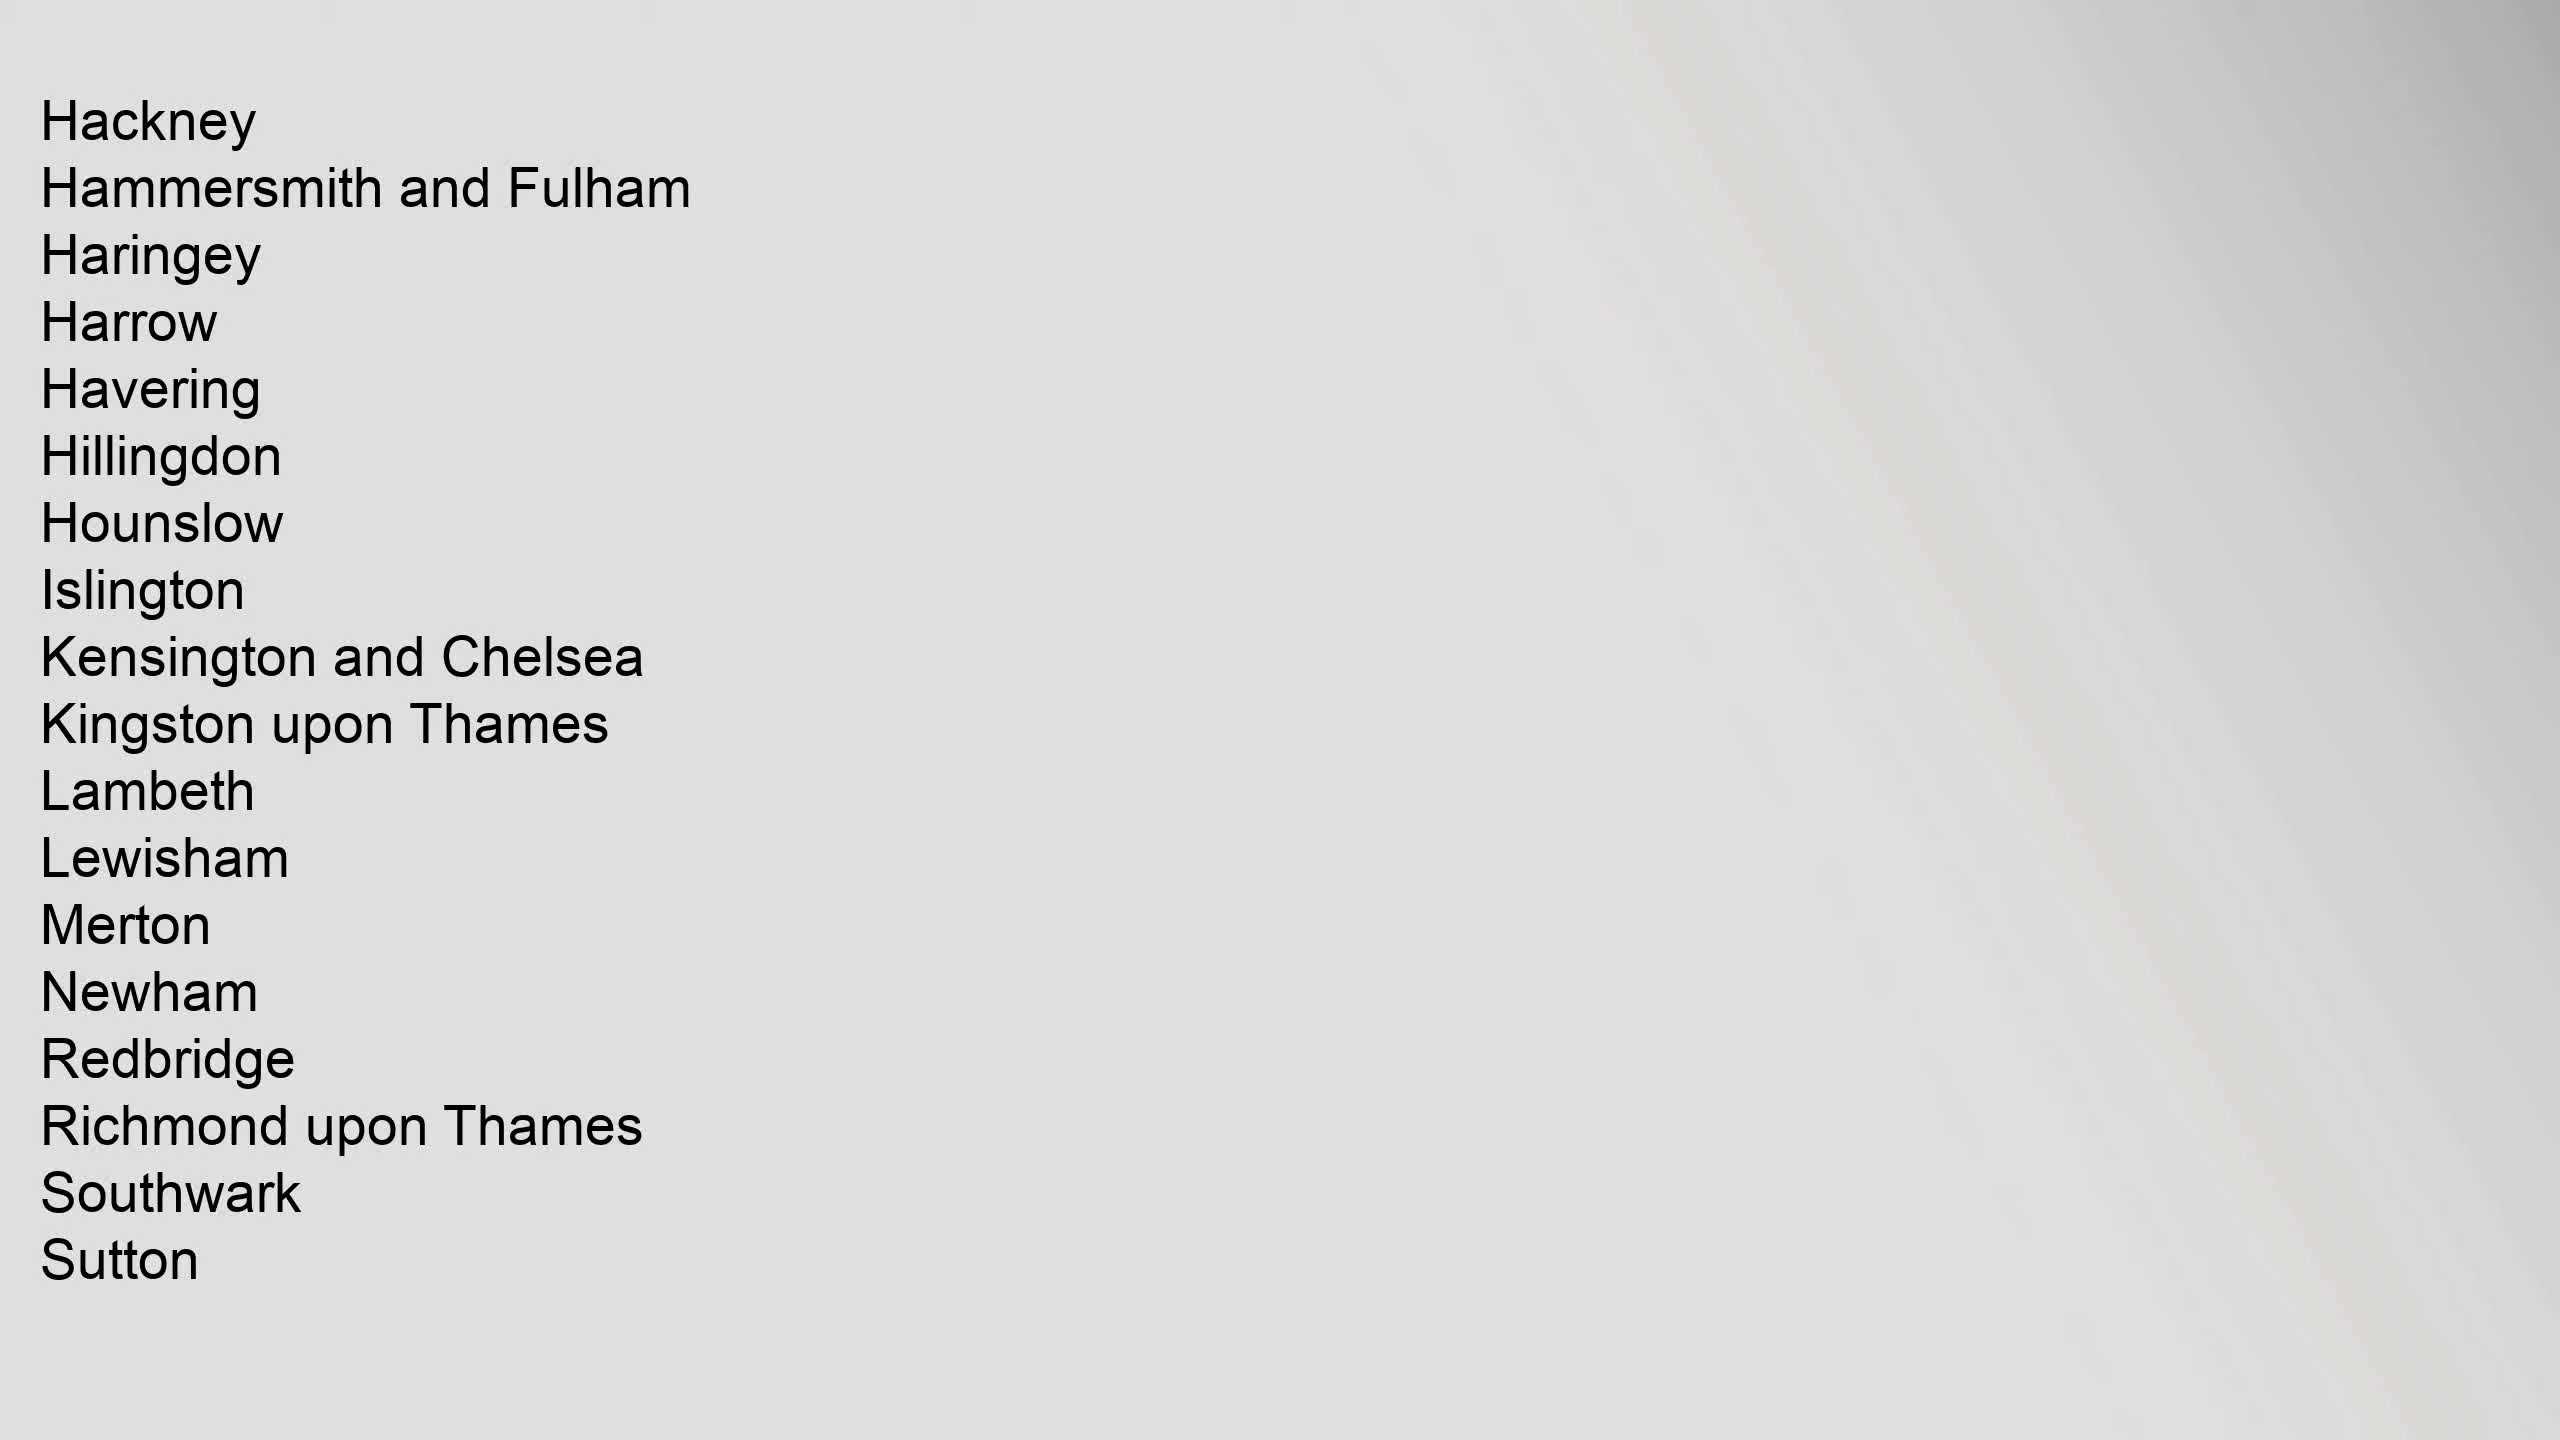 Hackney
Hammersmith and Fulham
Haringey
Harrow
Havering
Hillingdon
Hounslow
Islington
Kensington and Chelsea
Kingston upon Thames
Lambeth
Lewisham
Merton
Newham
Redbridge
Richmond upon Thames
Southwark
Sutton